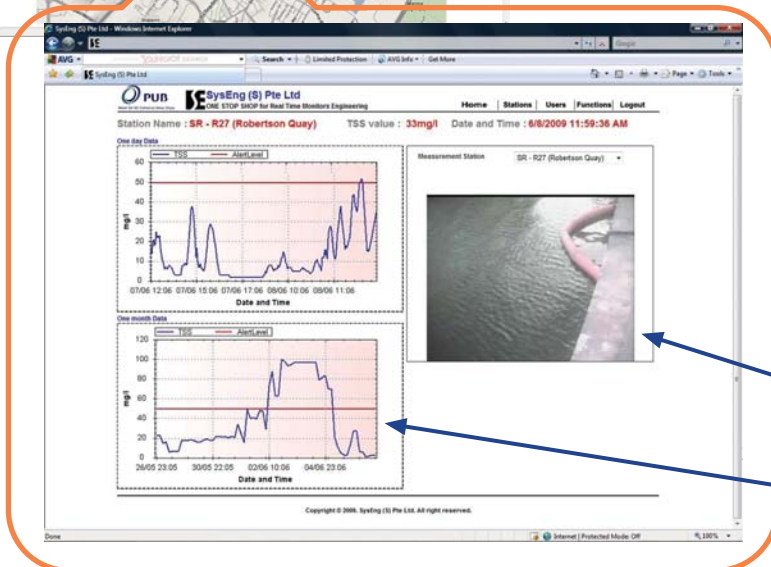 SysEng (S) Pte Ltd - Windows Internet Explorer
Google
AVG
YAHOO! SEARCH
Search
Limited Protection
AVG Info
Get More
SysEng (S) Pte Ltd
Page
Tools
PUB
SysEng (S) Pte Ltd
ONE STOP SHOP for Real Time Monitors Engineering
Home | Stations | Users | Functions | Logout
Station Name : SR - R27 (Robertson Quay) TSS value : 33mg/l Date and Time : 6/8/2009 11:59:36 AM
One day Data
TSS AlertLevel
60
50
40
30
20
10
0
mg/l
07/06 12:06 07/06 15:06 07/06 17:06 08/06 10:06 08/06 11:06
Date and Time
Measurement Station SR - R27 (Robertson Quay)
One month Data
TSS AlertLevel
120
100
80
60
40
20
0
mg/l
26/05 23:05 30/05 22:05 02/06 10:06 04/06 23:06
Date and Time
Copyright © 2008. SysEng (S) Pte Ltd. All right reserved.
Done
Internet | Protected Mode: Off
100%